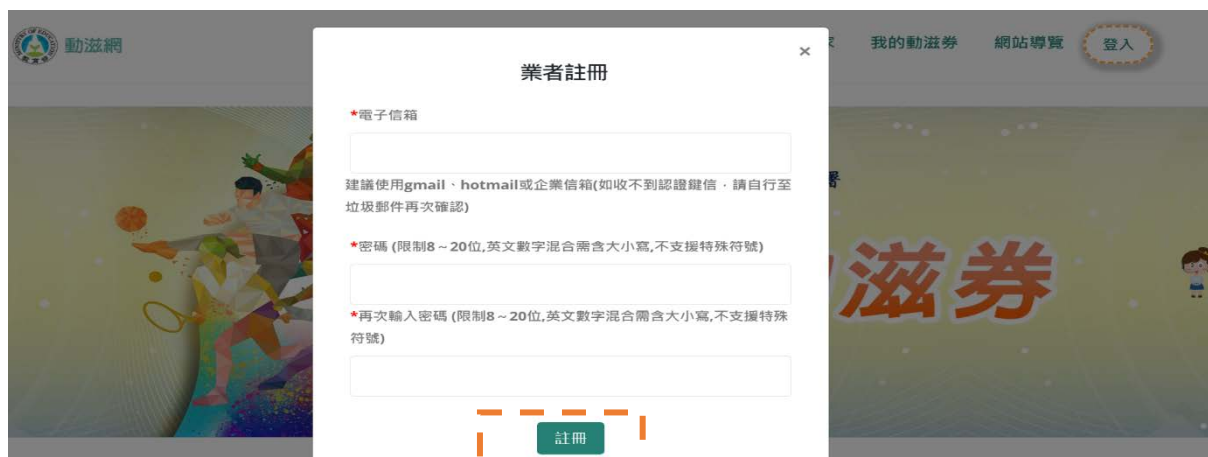 動滋網
我的動滋券
網站導覽
登入
×
業者註冊
*電子信箱
建議使用gmail、hotmail或企業信箱(如收不到認證鍵信，請自行至
垃圾郵件再次確認)
*密碼 (限制8~20位,英文數字混合需含大小寫,不支援特殊符號)
*再次輸入密碼 (限制8~20位,英文數字混合需含大小寫,不支援特殊
符號)
註冊
署
滋券